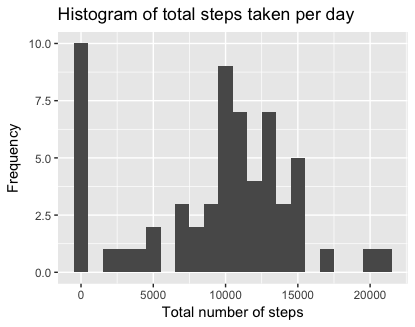 Histogram of total steps taken per day
10.0
7.5
5.0
2.5
0.0
Frequency
0 5000 10000 15000 20000
Total number of steps